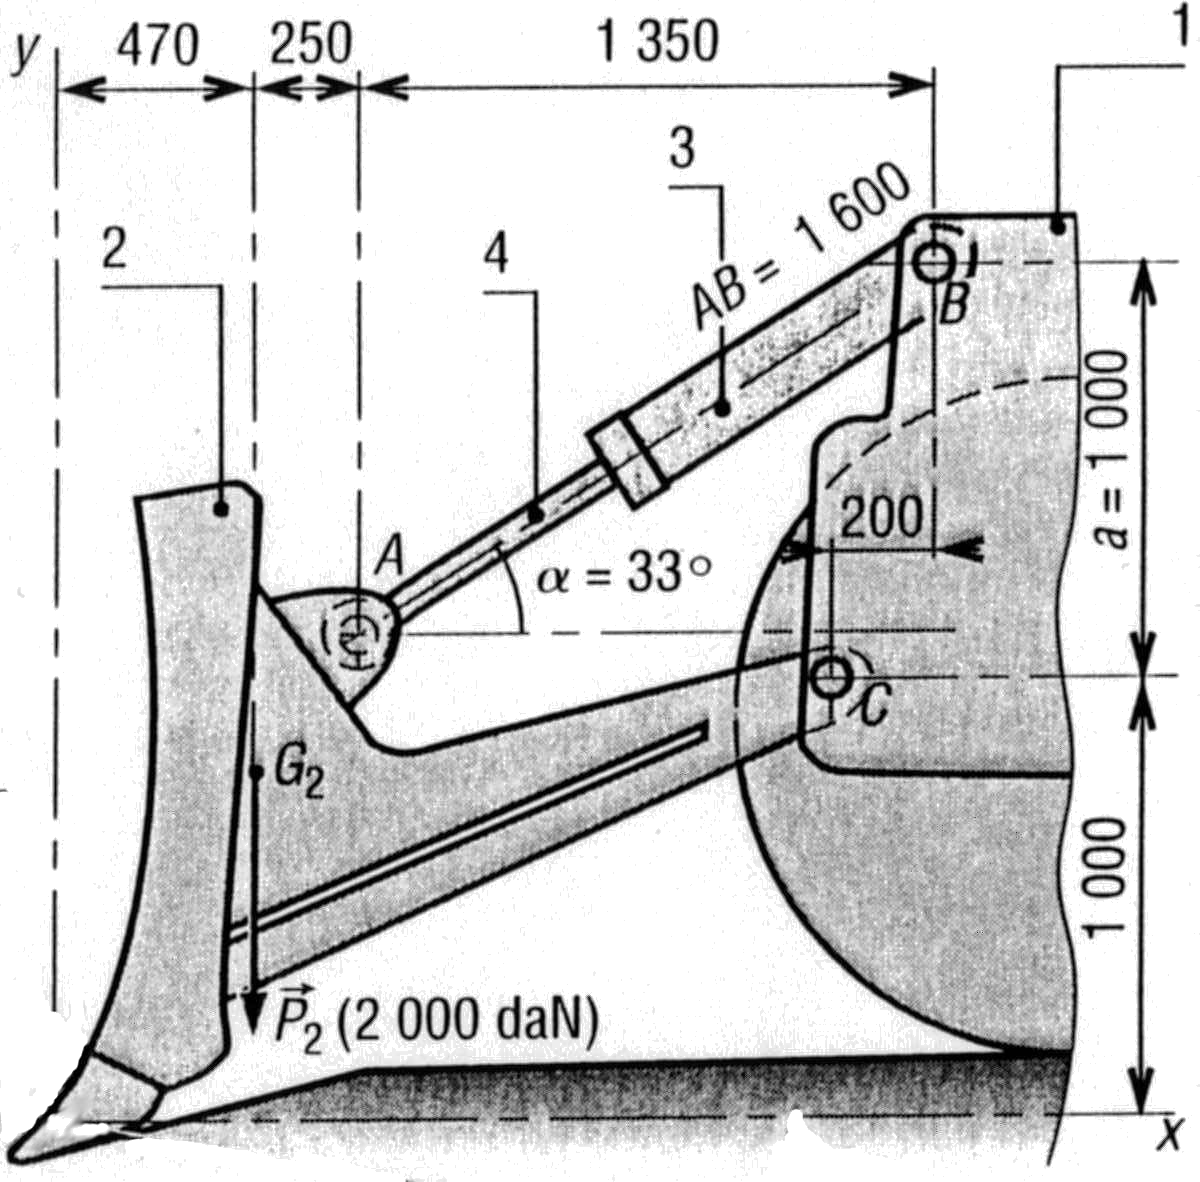 y
470
250
1 350
1
3
AB = 1 600
2
4
B
a = 1 000
200
A
α = 33°
C
G2
1 000
P2 (2 000 daN)
x